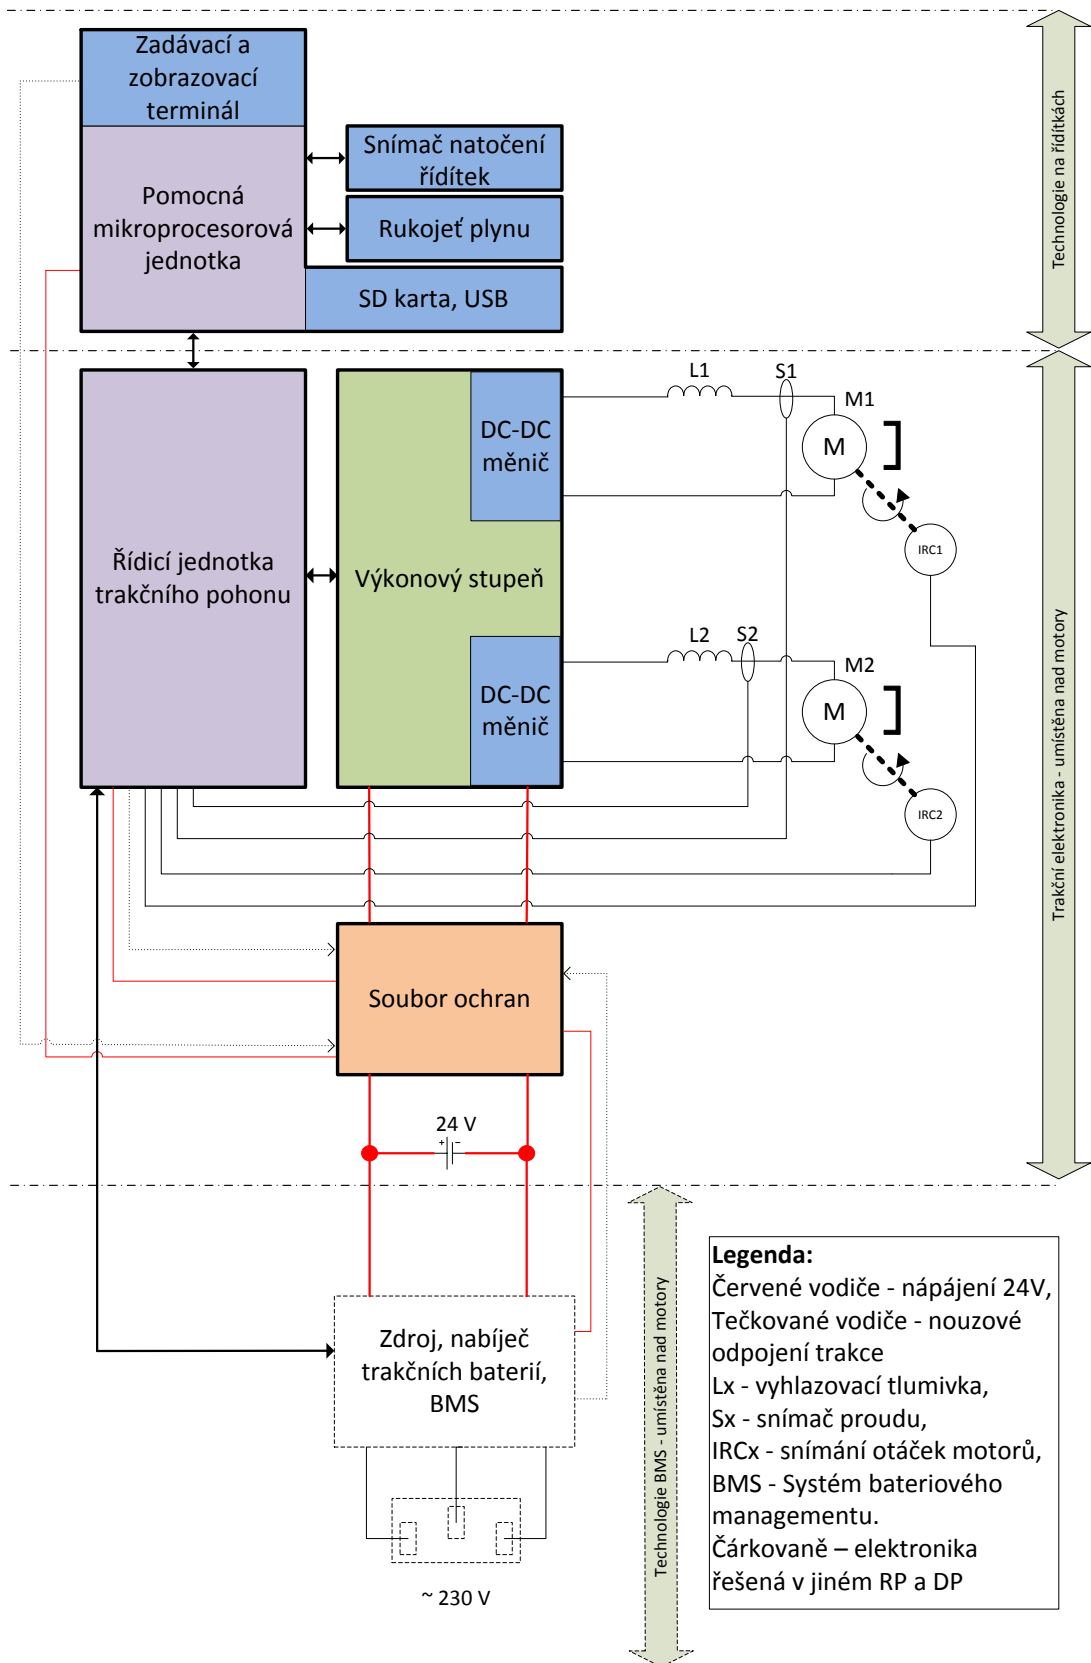 Zadávací a
zobrazovací
terminál
Pomocná
mikroprocesorová
jednotka
Snímač natočení
řídítek
Rukojeť plynu
SD karta, USB
Technologie na řídítkách
Řídicí jednotka
trakčního pohonu
Výkonový stupeň
DC-DC
měnič
DC-DC
měnič
L1
S1
M1
M
IRC1
L2
S2
M2
M
IRC2
Trakční elektronika - umístěna nad motory
Soubor ochran
24 V
+
−
Zdroj, nabíječ
trakčních baterií,
BMS
~ 230 V
Technologie BMS - umístěna nad motory
Legenda:
Červené vodiče - nápájení 24V,
Tečkované vodiče - nouzové
odpojení trakce
Lx - vyhlazovací tlumivka,
Sx - snímač proudu,
IRCx - snímání otáček motorů,
BMS - Systém bateriového
managementu.
Čárkovaně – elektronika
řešená v jiném RP a DP